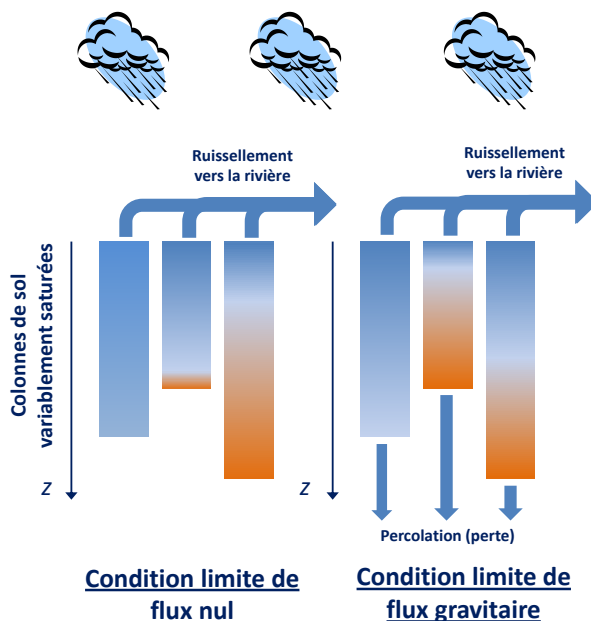 Ruissellement
vers la rivière
Ruissellement
vers la rivière
Colonnes de sol
variablement saturées
z
z
Percolation (perte)
Condition limite de
flux nul
Condition limite de
flux gravitaire